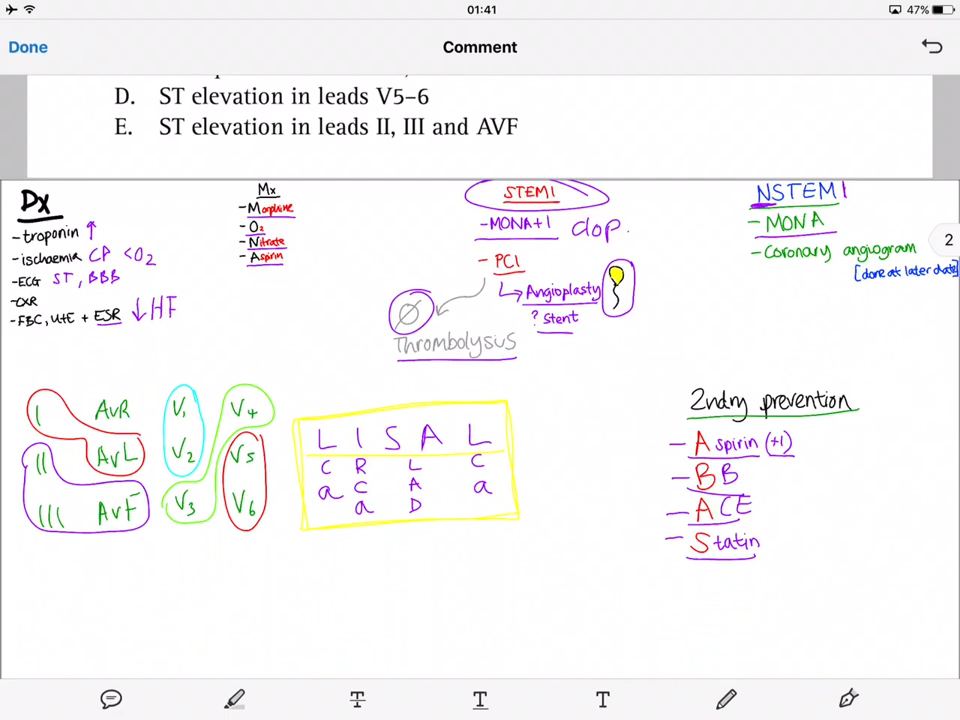 01:41
47%
Done
Comment
D. ST elevation in leads V5–6
E. ST elevation in leads II, III and AVF
2
Dx
- troponin ↑
- ischaemia CP <O2
- ECG ST, BBB
- CXR
- FBC, U+E + ESR ↓HF
Mx
- Morphine
- O2
- Nitrate
- Aspirin
STEMI
- MONA+1 clop.
- PCI
↳ Angioplasty
? stent
Thrombolysus
NSTEMI
- MONA
- Coronary angiogram
[done at later date]
I AvR V1 V4
II AvL V2 V5
III AvF V3 V6
L I S A L
C R L C
a C A a
a D
2ndry prevention
- Aspirin (+1)
- BB
- ACE
- Statin
T T T